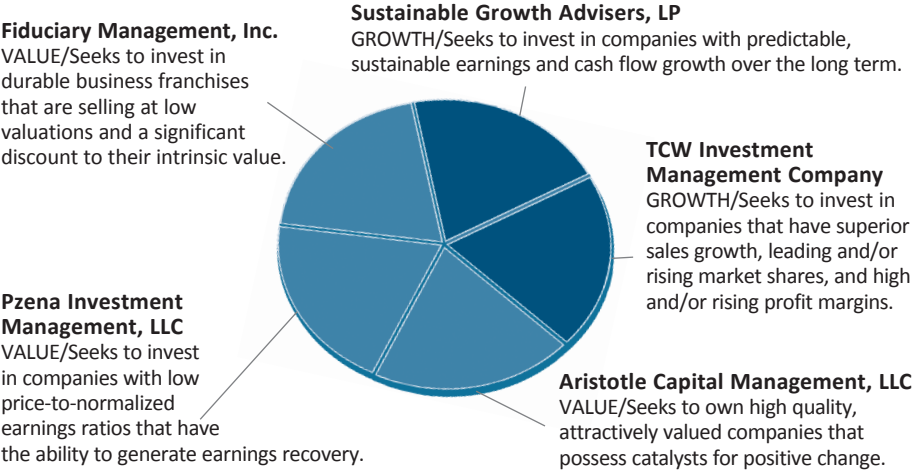 Fiduciary Management, Inc.
VALUE/Seeks to invest in
durable business franchises
that are selling at low
valuations and a significant
discount to their intrinsic value.
Sustainable Growth Advisers, LP
GROWTH/Seeks to invest in companies with predictable,
sustainable earnings and cash flow growth over the long term.
TCW Investment
Management Company
GROWTH/Seeks to invest in
companies that have superior
sales growth, leading and/or
rising market shares, and high
and/or rising profit margins.
Pzena Investment
Management, LLC
VALUE/Seeks to invest
in companies with low
price-to-normalized
earnings ratios that have
the ability to generate earnings recovery.
Aristotle Capital Management, LLC
VALUE/Seeks to own high quality,
attractively valued companies that
possess catalysts for positive change.